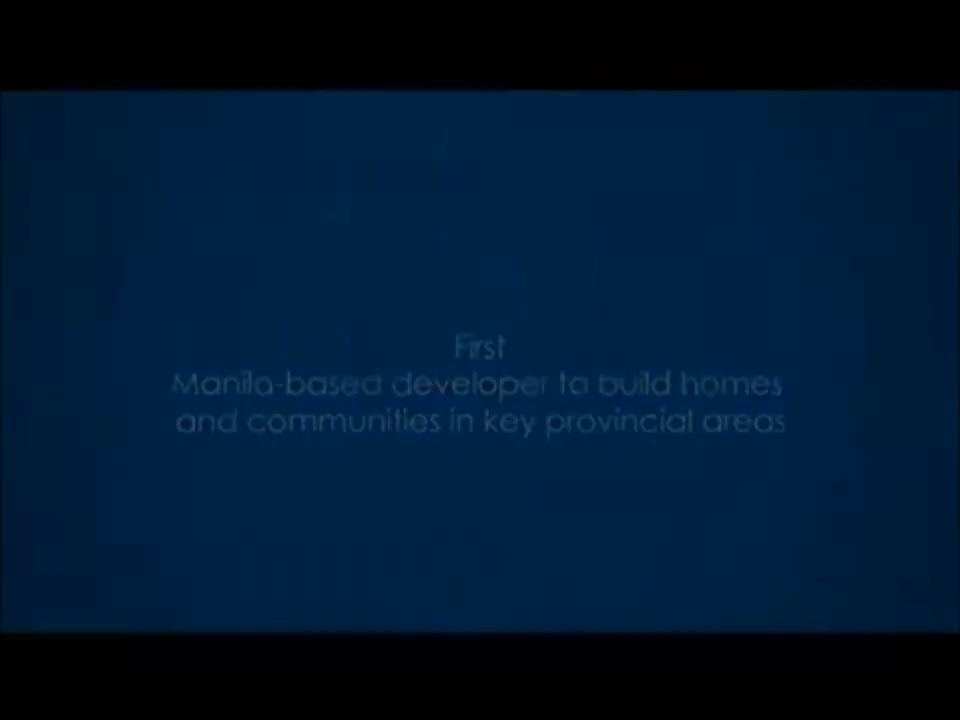 First
Manila-based developer to build homes
and communities in key provincial areas